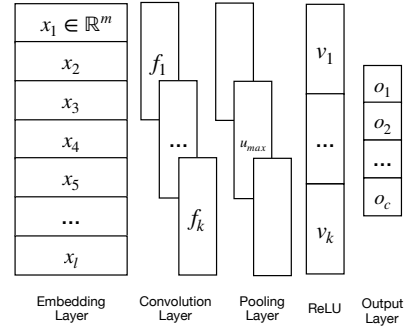 x₁ ∈ ℝᵐ
x₂
x₃
x₄
x₅
...
xₗ
f₁
...
fₖ
uₘₐₓ
v₁
...
vₖ
o₁
o₂
...
o꜀
Embedding
Layer
Convolution
Layer
Pooling
Layer
ReLU
Output
Layer